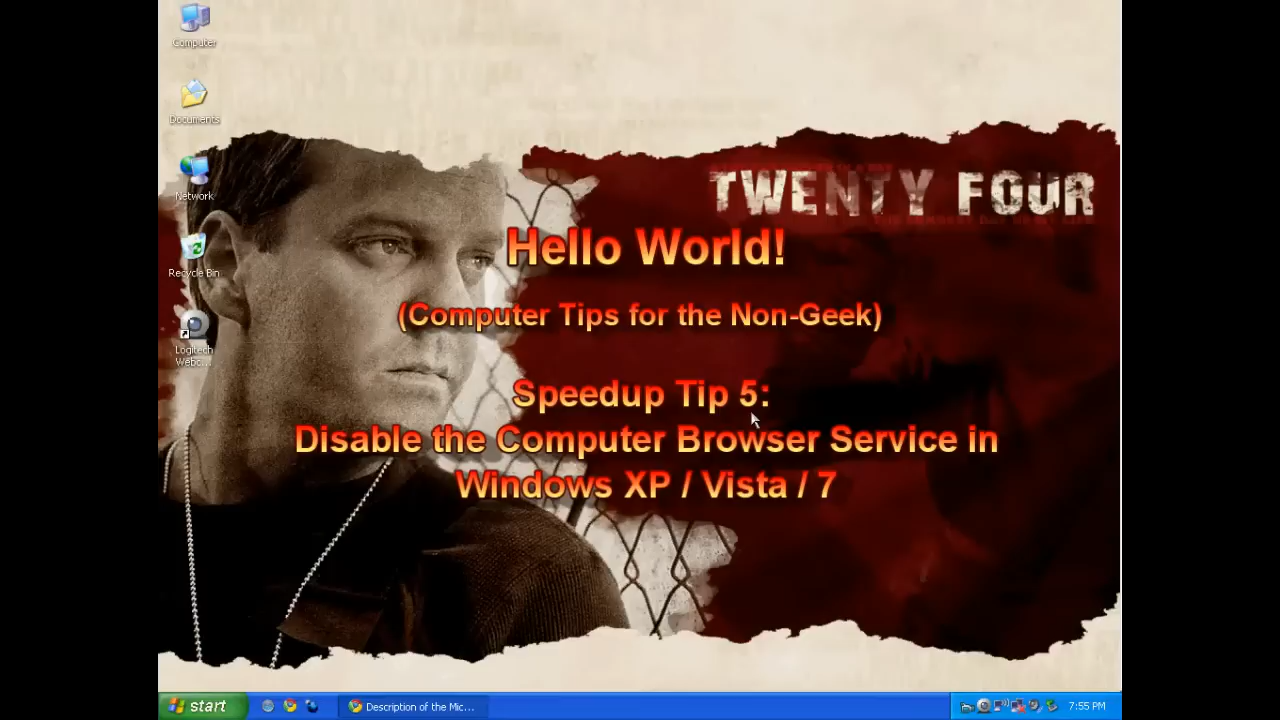 Computer
Documents
Network
Recycle Bin
Logitech
Webc...
TWENTY FOUR
Hello World!
(Computer Tips for the Non-Geek)
Speedup Tip 5:
Disable the Computer Browser Service in
Windows XP / Vista / 7
start
Description of the Mic...
7:55 PM